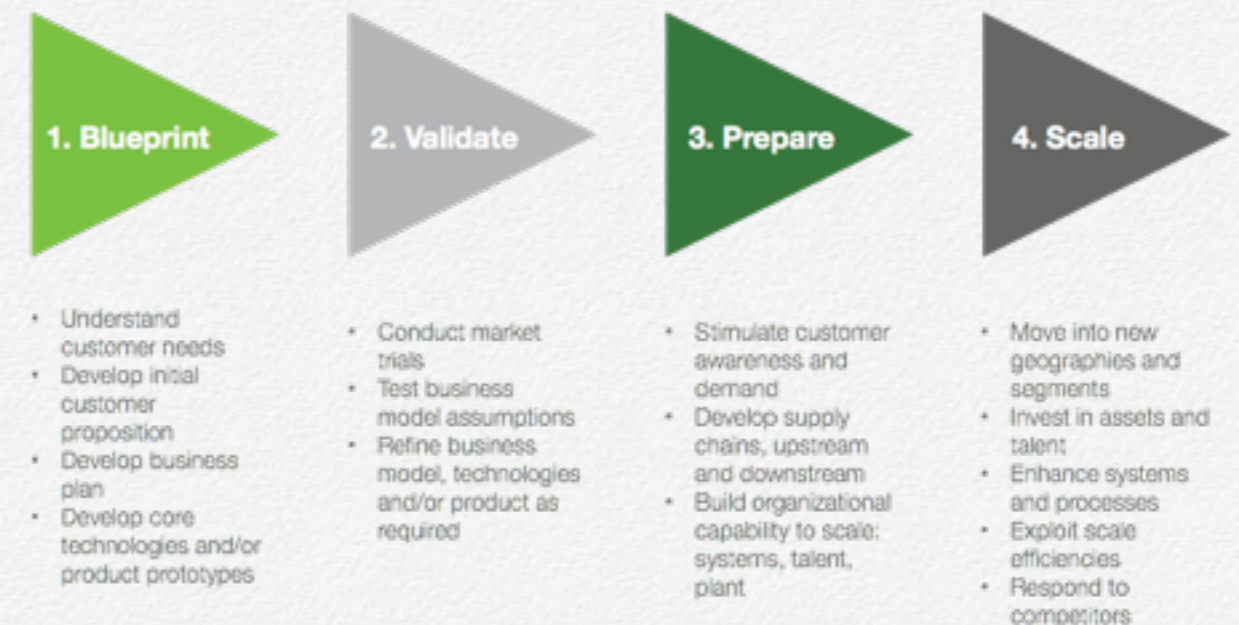 1. Blueprint
• Understand
customer needs
• Develop initial
customer
proposition
• Develop business
plan
• Develop core
technologies and/or
product prototypes
2. Validate
• Conduct market
trials
• Test business
model assumptions
• Refine business
model, technologies
and/or product as
required
3. Prepare
• Stimulate customer
awareness and
demand
• Develop supply
chains, upstream
and downstream
• Build organizational
capability to scale:
systems, talent,
plant
4. Scale
• Move into new
geographies and
segments
• Invest in assets and
talent
• Enhance systems
and processes
• Exploit scale
efficiencies
• Respond to
competitors